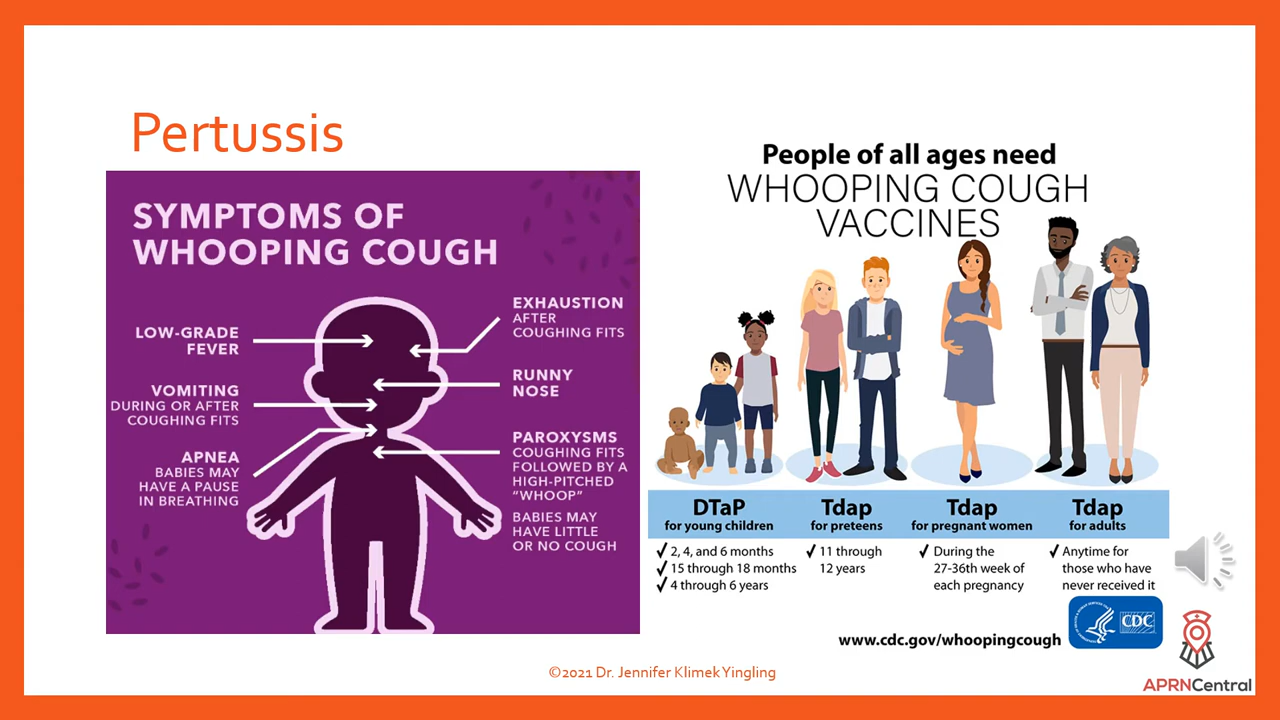 Pertussis
SYMPTOMS OF
WHOOPING COUGH
LOW-GRADE
FEVER
VOMITING
DURING OR AFTER
COUGHING FITS
APNEA
BABIES MAY
HAVE A PAUSE
IN BREATHING
EXHAUSTION
AFTER
COUGHING FITS
RUNNY
NOSE
PAROXYSMS
COUGHING FITS
FOLLOWED BY A
HIGH-PITCHED
"WHOOP"
BABIES MAY
HAVE LITTLE
OR NO COUGH
People of all ages need
WHOOPING COUGH
VACCINES
DTaP
for young children
✓ 2, 4, and 6 months
✓ 15 through 18 months
✓ 4 through 6 years
Tdap
for preteens
✓ 11 through
12 years
Tdap
for pregnant women
✓ During the
27-36th week of
each pregnancy
Tdap
for adults
✓ Anytime for
those who have
never received it
www.cdc.gov/whoopingcough
CDC
©2021 Dr. Jennifer Klimek Yingling
APRNCentral